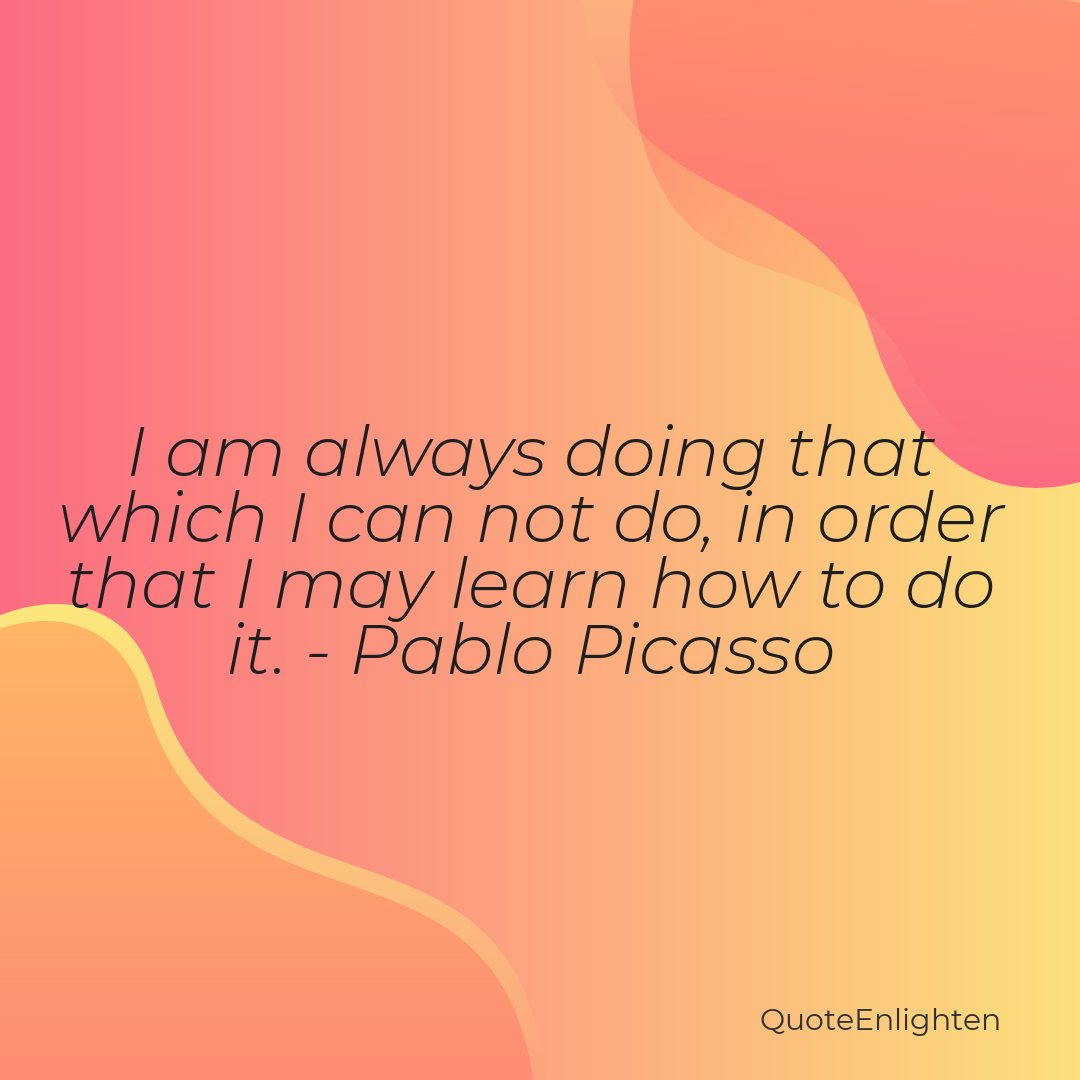 I am always doing that
which I can not do, in order
that I may learn how to do
it. - Pablo Picasso
QuoteEnlighten